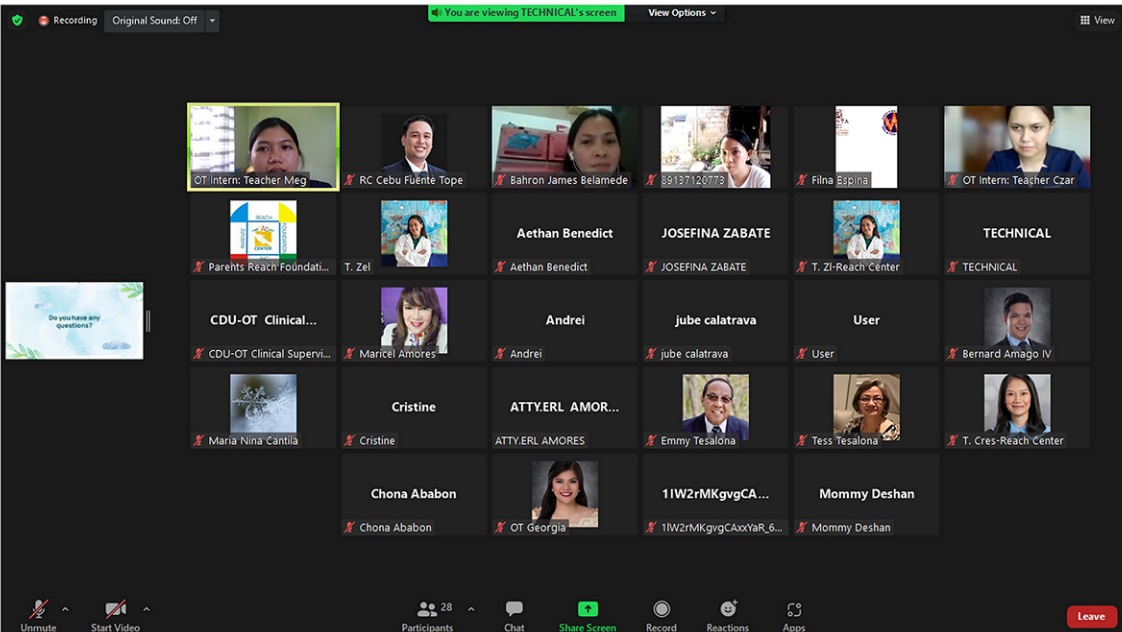 Recording
Original Sound: Off
You are viewing TECHNICAL's screen
View Options
View
OT Intern: Teacher Meg
RC Cebu Fuente Tope
Bahron James Belamede
89137120773
Filna Espina
OT Intern: Teacher Czar
REACH
PARENTS
CENTER
FOUNDATION
Parents Reach Foundati...
T. Zel
Aethan Benedict
Aethan Benedict
JOSEFINA ZABATE
JOSEFINA ZABATE
T. Zl-Reach Center
TECHNICAL
TECHNICAL
Do you have any
questions?
CDU-OT Clinical...
CDU-OT Clinical Supervi...
Maricel Amores
Andrei
Andrei
jube calatrava
jube calatrava
User
User
Bernard Amago IV
Maria Nina Cantila
Cristine
Cristine
ATTY.ERL AMOR...
ATTY.ERL AMORES
Emmy Tesalona
Tess Tesalona
T. Cres-Reach Center
Chona Ababon
Chona Ababon
OT Georgia
1IW2rMKgvgCA...
1IW2rMKgvgCAxxYaR_6...
Mommy Deshan
Mommy Deshan
Unmute
Start Video
28
Participants
Chat
Share Screen
Record
Reactions
Apps
Leave